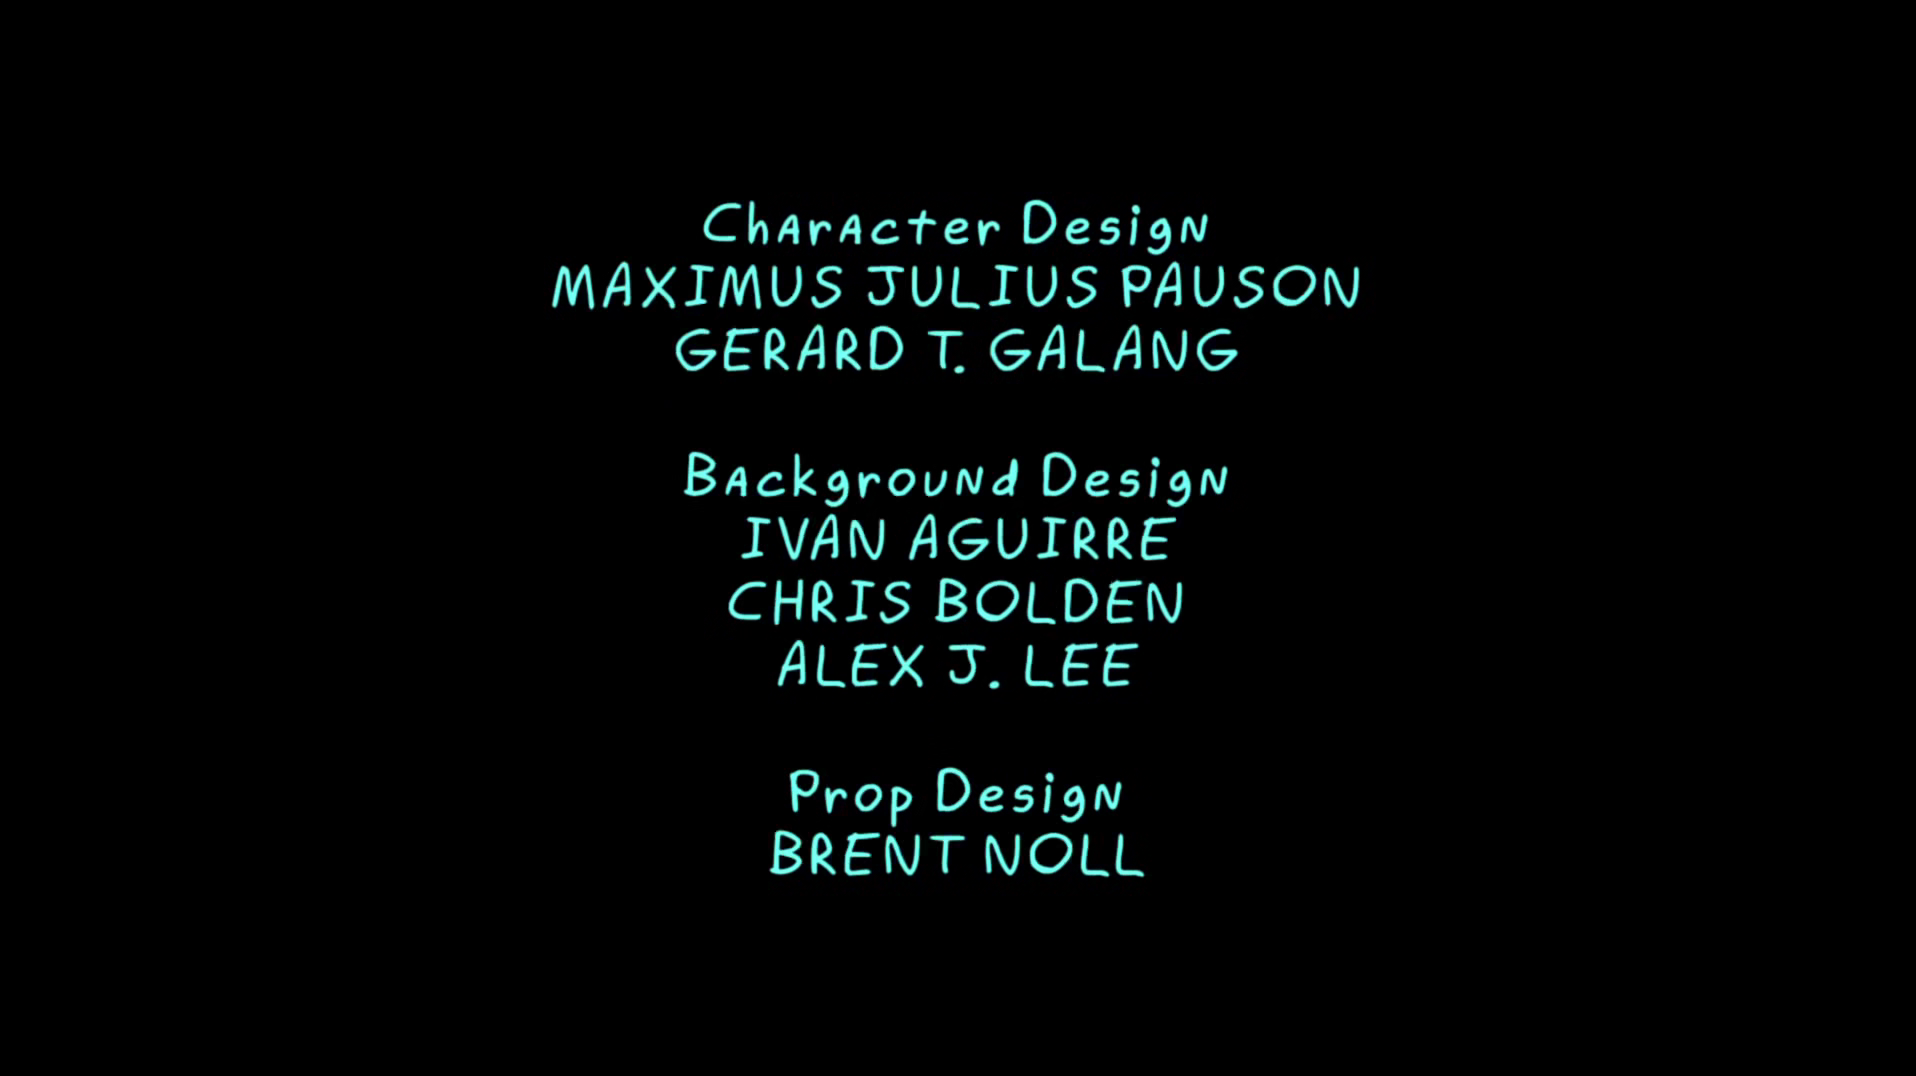 Character Design
MAXIMUS JULIUS PAUSON
GERARD T. GALANG
Background Design
IVAN AGUIRRE
CHRIS BOLDEN
ALEX J. LEE
Prop Design
BRENT NOLL